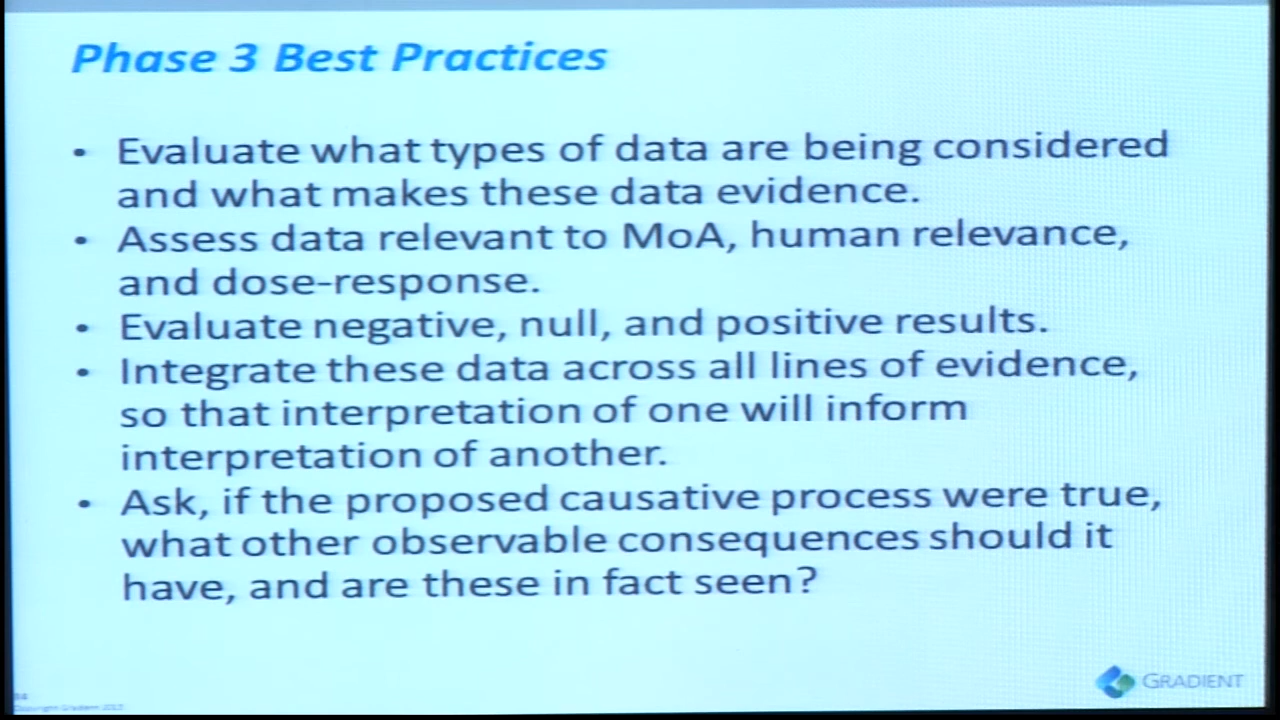 Phase 3 Best Practices
• Evaluate what types of data are being considered
and what makes these data evidence.
• Assess data relevant to MoA, human relevance,
and dose-response.
• Evaluate negative, null, and positive results.
• Integrate these data across all lines of evidence,
so that interpretation of one will inform
interpretation of another.
• Ask, if the proposed causative process were true,
what other observable consequences should it
have, and are these in fact seen?
GRADIENT
Copyright Gradient